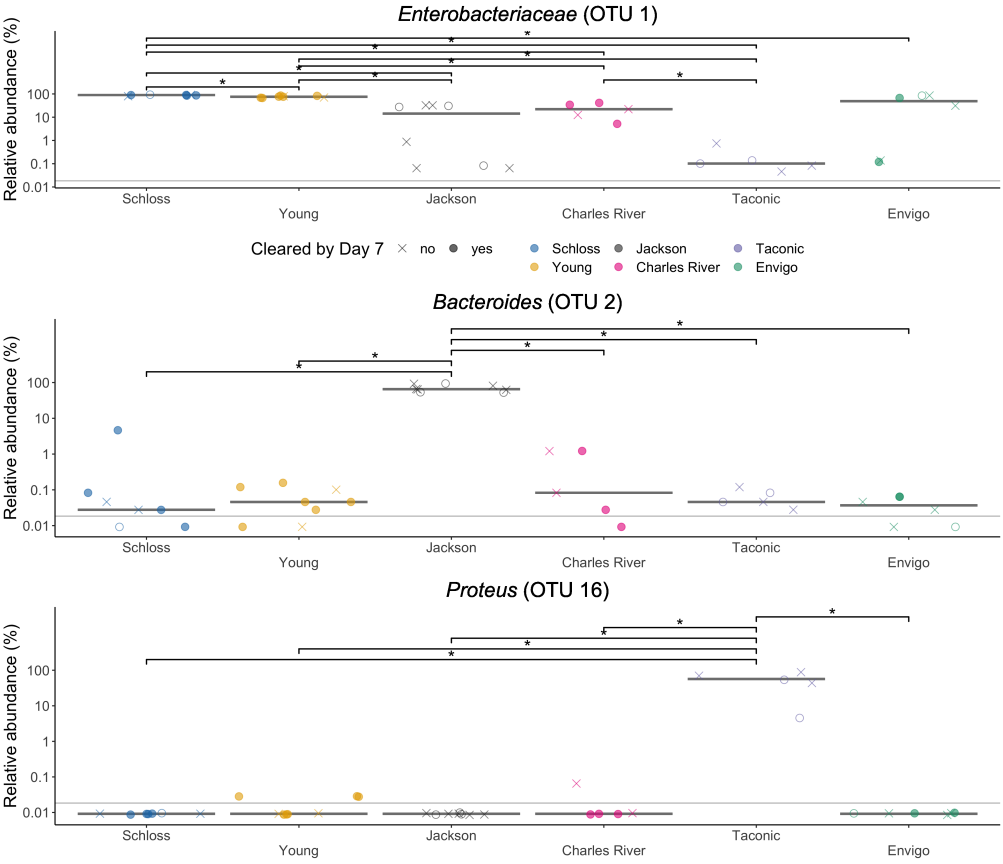 Enterobacteriaceae (OTU 1)
Relative abundance (%)
* * * * * * * * *
100
10
1
0.1
0.01
Schloss Young Jackson Charles River Taconic Envigo
Cleared by Day 7 no yes Schloss Jackson Taconic
Young Charles River Envigo
Bacteroides (OTU 2)
Relative abundance (%)
* * * * *
100
10
1
0.1
0.01
Schloss Young Jackson Charles River Taconic Envigo
Proteus (OTU 16)
Relative abundance (%)
* * * * *
100
10
1
0.1
0.01
Schloss Young Jackson Charles River Taconic Envigo